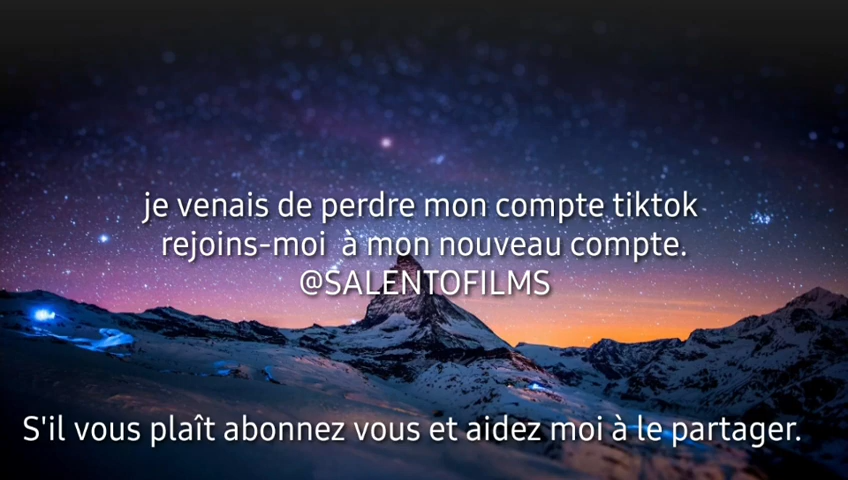 je venais de perdre mon compte tiktok
rejoins-moi  à mon nouveau compte.
@SALENTOFILMS
S'il vous plaît abonnez vous et aidez moi à le partager.